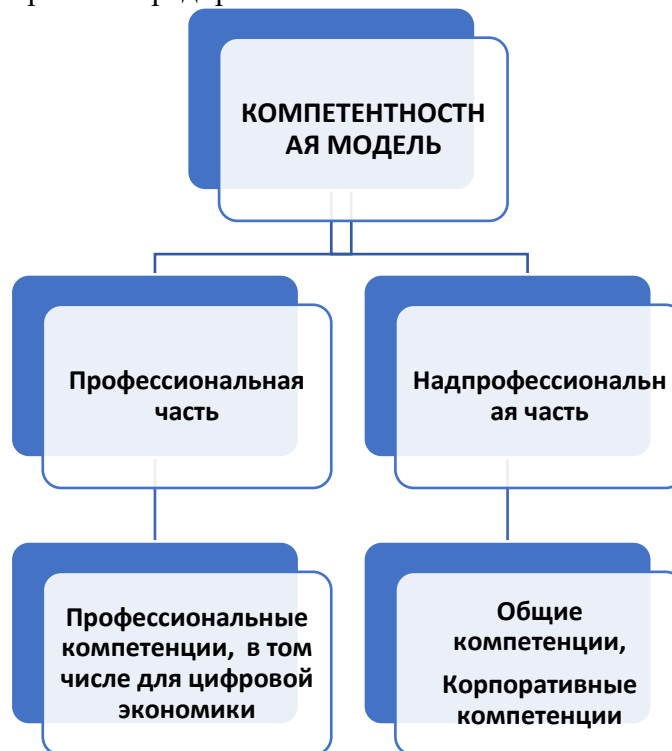 КОМПЕТЕНТНОСТН
АЯ МОДЕЛЬ
Профессиональная
часть
Надпрофессиональн
ая часть
Профессиональные
компетенции, в том
числе для цифровой
экономики
Общие
компетенции,
Корпоративные
компетенции